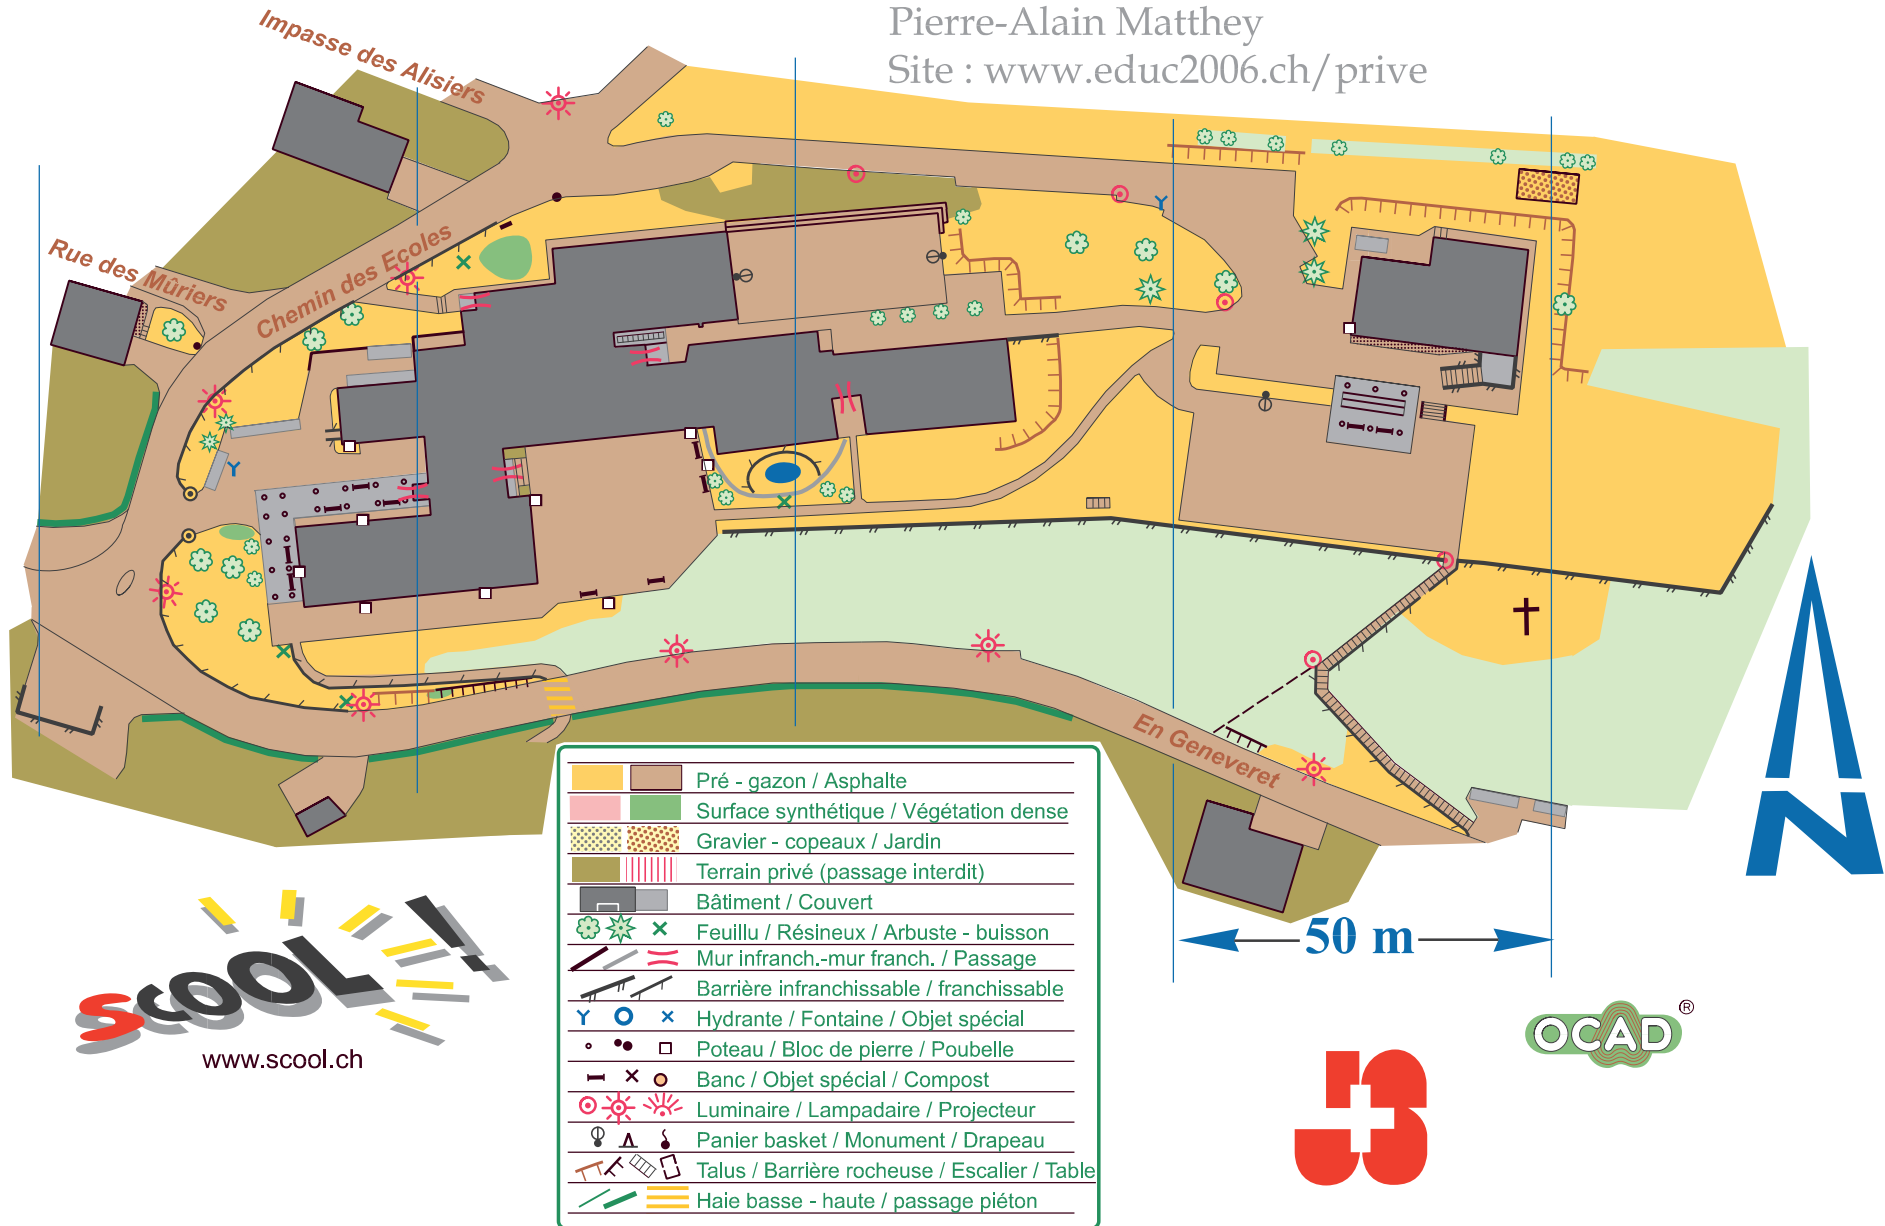 Pierre-Alain Matthey
Site : www.educ2006.ch/prive
Impasse des Alisiers
Rue des Mûriers
Chemin des Ecoles
En Geneveret
Pré - gazon / Asphalte
Surface synthétique / Végétation dense
Gravier - copeaux / Jardin
Terrain privé (passage interdit)
Bâtiment / Couvert
Feuillu / Résineux / Arbuste - buisson
Mur infranch.-mur franch. / Passage
Barrière infranchissable / franchissable
Hydrante / Fontaine / Objet spécial
Poteau / Bloc de pierre / Poubelle
Banc / Objet spécial / Compost
Luminaire / Lampadaire / Projecteur
Panier basket / Monument / Drapeau
Talus / Barrière rocheuse / Escalier / Table
Haie basse - haute / passage piéton
N
50 m
sCOOL!
www.scool.ch
OCAD®